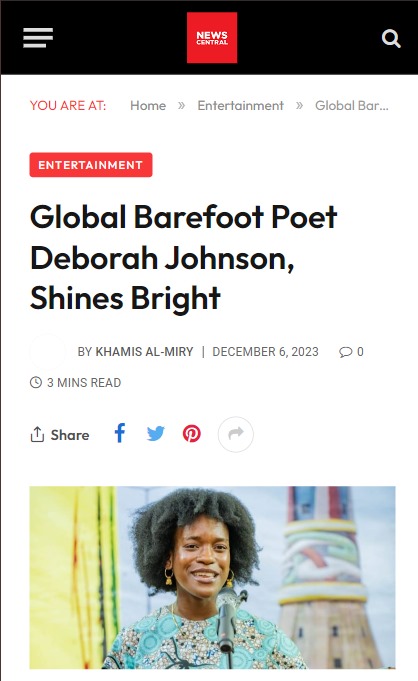 NEWS
CENTRAL
YOU ARE AT: Home » Entertainment » Global Bar...
ENTERTAINMENT
Global Barefoot Poet
Deborah Johnson,
Shines Bright
BY KHAMIS AL-MIRY | DECEMBER 6, 2023 0
3 MINS READ
Share